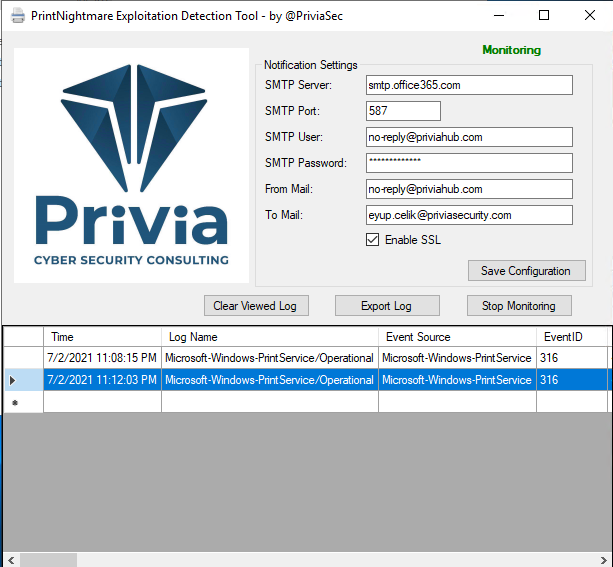 PrintNightmare Exploitation Detection Tool - by @PriviaSec
Monitoring
Privia
CYBER SECURITY CONSULTING
Notification Settings
SMTP Server: smtp.office365.com
SMTP Port: 587
SMTP User: no-reply@priviahub.com
SMTP Password: *************
From Mail: no-reply@priviahub.com
To Mail: eyup.celik@priviasecurity.com
Enable SSL
Save Configuration
Clear Viewed Log Export Log Stop Monitoring
Time Log Name Event Source EventID
7/2/2021 11:08:15 PM Microsoft-Windows-PrintService/Operational Microsoft-Windows-PrintService 316
7/2/2021 11:12:03 PM Microsoft-Windows-PrintService/Operational Microsoft-Windows-PrintService 316